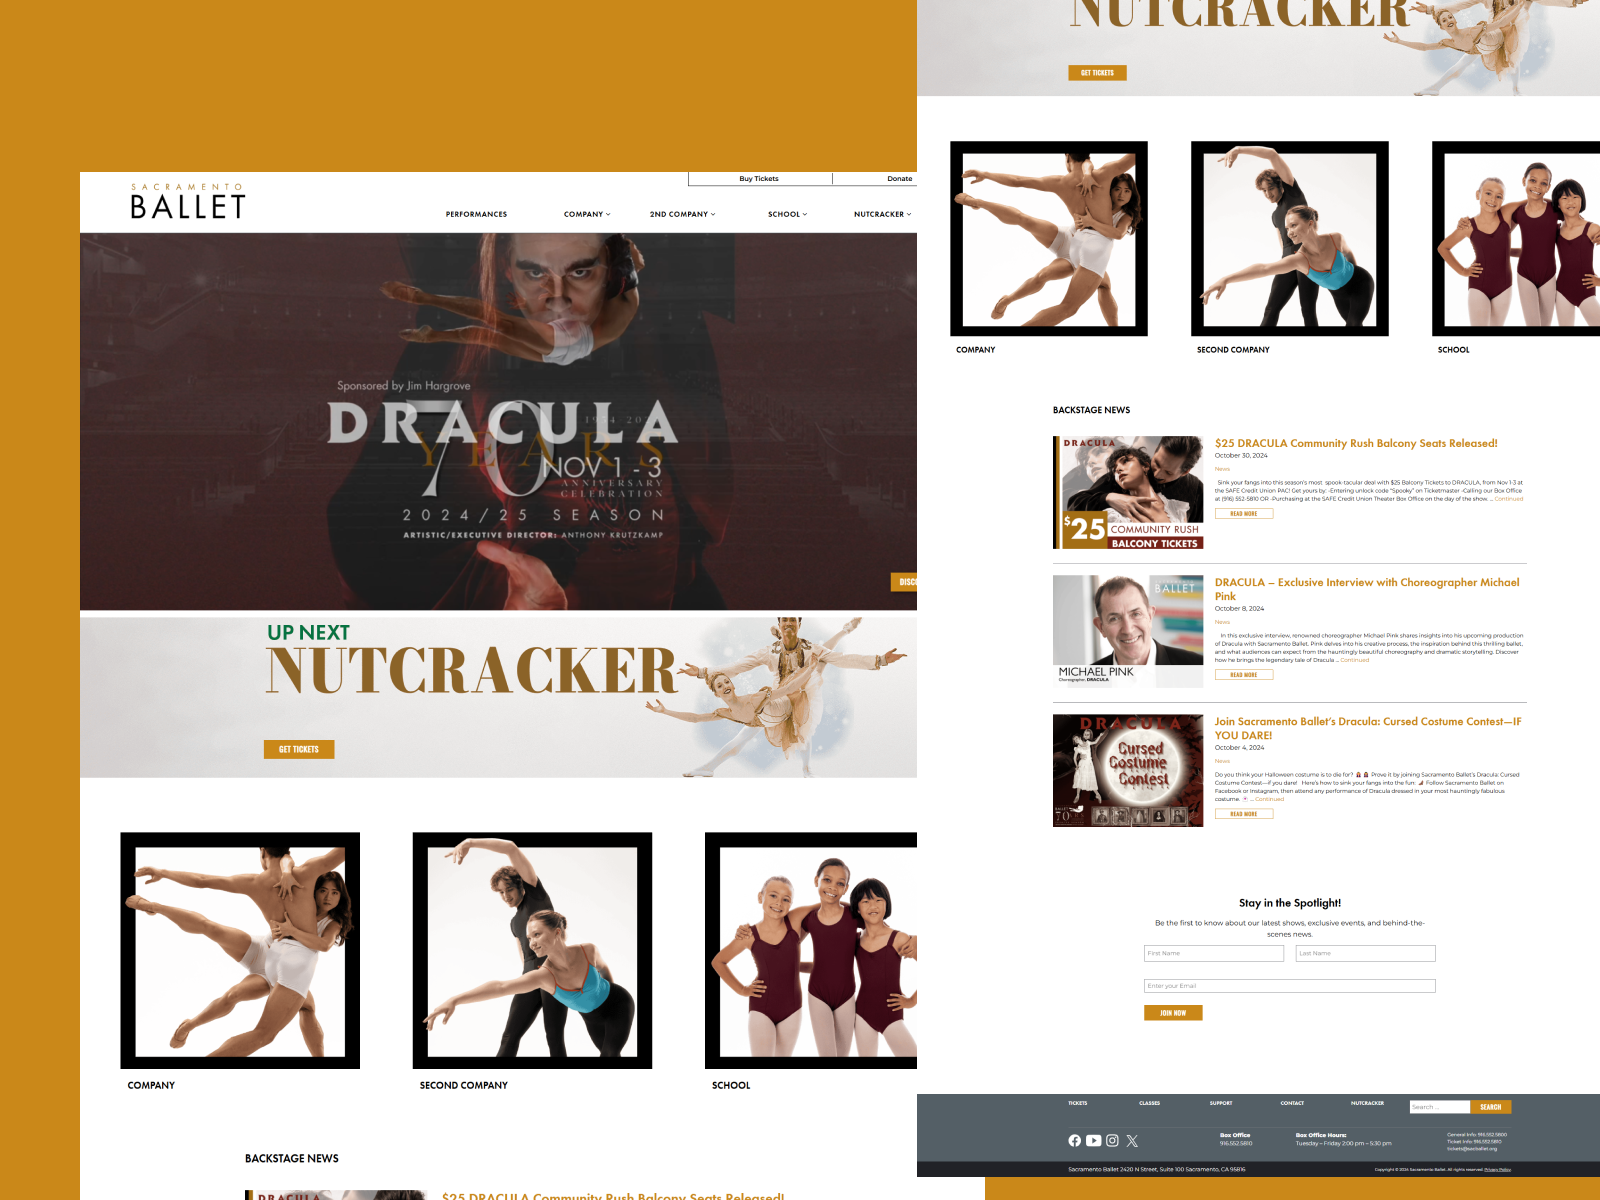 SACRAMENTO
BALLET
Buy Tickets
Donate
PERFORMANCES
COMPANY
2ND COMPANY
SCHOOL
NUTCRACKER
Sponsored by Jim Hargrove
DRACULA
70 YEARS
NOV 1 - 3
ANNIVERSARY
CELEBRATION
2024/25 SEASON
ARTISTIC/EXECUTIVE DIRECTOR: ANTHONY KRUTZKAMP
UP NEXT
NUTCRACKER
GET TICKETS
COMPANY
SECOND COMPANY
SCHOOL
BACKSTAGE NEWS
DRACULA
$25 DRACULA Community Rush Balcony Seats Released!
NUTCRACKER
GET TICKETS
COMPANY
SECOND COMPANY
SCHOOL
BACKSTAGE NEWS
DRACULA
$25
COMMUNITY RUSH
BALCONY TICKETS
$25 DRACULA Community Rush Balcony Seats Released!
October 30, 2024
News
Sink your fangs into this season's most spook-tacular deal with $25 Balcony Tickets to DRACULA, from Nov 1-3 at
the SAFE Credit Union PAC! Get yours by: -Entering unlock code "Spooky" on Ticketmaster -Calling our Box Office
at (916) 552-5810 OR -Purchasing at the SAFE Credit Union Theater Box Office on the day of the show. ... Continued
READ MORE
BALLET
MICHAEL PINK
Choreographer, DRACULA
DRACULA – Exclusive Interview with Choreographer Michael
Pink
October 8, 2024
News
In this exclusive interview, renowned choreographer Michael Pink shares insights into his upcoming production
of Dracula with Sacramento Ballet. Pink delves into his creative process, the inspiration behind this thrilling ballet,
and what audiences can expect from the hauntingly beautiful choreography and dramatic storytelling. Discover
how he brings the legendary tale of Dracula ... Continued
READ MORE
DRACULA
Cursed
Costume
Contest
Join Sacramento Ballet's Dracula: Cursed Costume Contest—IF
YOU DARE!
October 4, 2024
News
Do you think your Halloween costume is to die for? Prove it by joining Sacramento Ballet's Dracula: Cursed
Costume Contest—if you dare! Here's how to sink your fangs into the fun: Follow Sacramento Ballet on
Facebook or Instagram, then attend any performance of Dracula dressed in your most hauntingly fabulous
costume. ... Continued
READ MORE
Stay in the Spotlight!
Be the first to know about our latest shows, exclusive events, and behind-the-
scenes news.
First Name
Last Name
Enter your Email
JOIN NOW
TICKETS
CLASSES
SUPPORT
CONTACT
NUTCRACKER
Search ...
SEARCH
Box Office
916.552.5810
Box Office Hours:
Tuesday – Friday 2:00 pm – 5:30 pm
General Info: 916.552.5800
Ticket Info: 916.552.5810
tickets@sacballet.org
Sacramento Ballet 2420 N Street, Suite 100 Sacramento, CA 95816
Copyright © 2024 Sacramento Ballet. All rights reserved. Privacy Policy